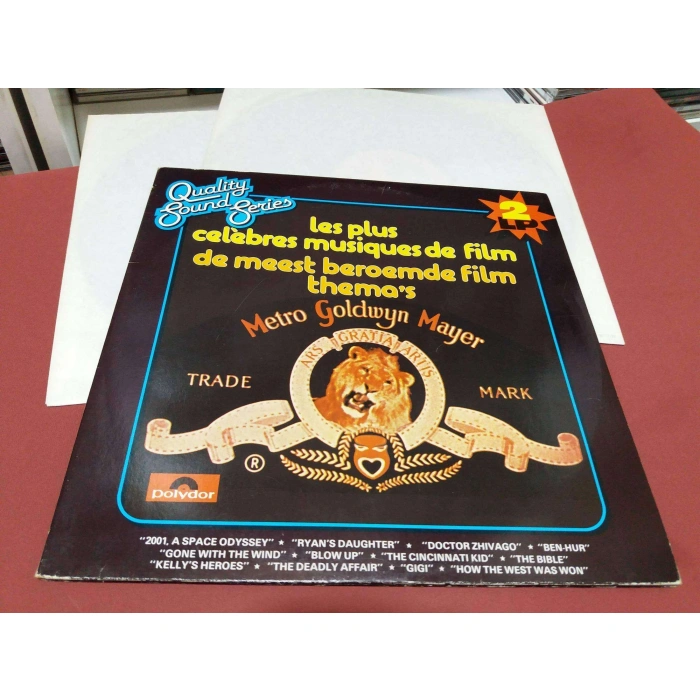 Quality
Sound Series
2
LP
les plus
celèbres musiques de film
de meest beroemde film
thema's
Metro Goldwyn Mayer
ARS GRATIA ARTIS
TRADE MARK
®
polydor
"2001, A SPACE ODYSSEY" ★ "RYAN'S DAUGHTER" ★ "DOCTOR ZHIVAGO" ★ "BEN-HUR"
"GONE WITH THE WIND" ★ "BLOW UP" ★ "THE CINCINNATI KID" ★ "THE BIBLE"
"KELLY'S HEROES" ★ "THE DEADLY AFFAIR" ★ "GIGI" ★ "HOW THE WEST WAS WON"